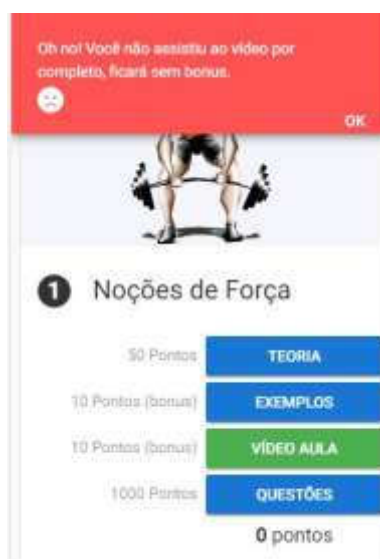 Oh no! Você não assistiu ao vídeo por
completo, ficará sem bonus.
OK
1 Noções de Força
50 Pontos TEORIA
10 Pontos (bonus) EXEMPLOS
10 Pontos (bonus) VÍDEO AULA
1000 Pontos QUESTÕES
0 pontos